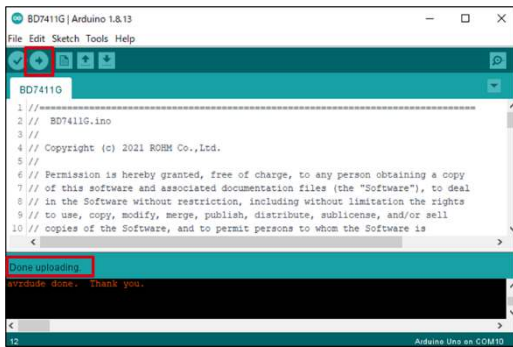 BD7411G | Arduino 1.8.13
File Edit Sketch Tools Help
BD7411G
1 //=============================================================================
2 //  BD7411G.ino
3 //
4 // Copyright (c) 2021 ROHM Co.,Ltd.
5 //
6 // Permission is hereby granted, free of charge, to any person obtaining a copy
7 // of this software and associated documentation files (the "Software"), to deal
8 // in the Software without restriction, including without limitation the rights
9 // to use, copy, modify, merge, publish, distribute, sublicense, and/or sell
10 // copies of the Software, and to permit persons to whom the Software is
Done uploading.
avrdude done.  Thank you.
12 Arduino Uno on COM10